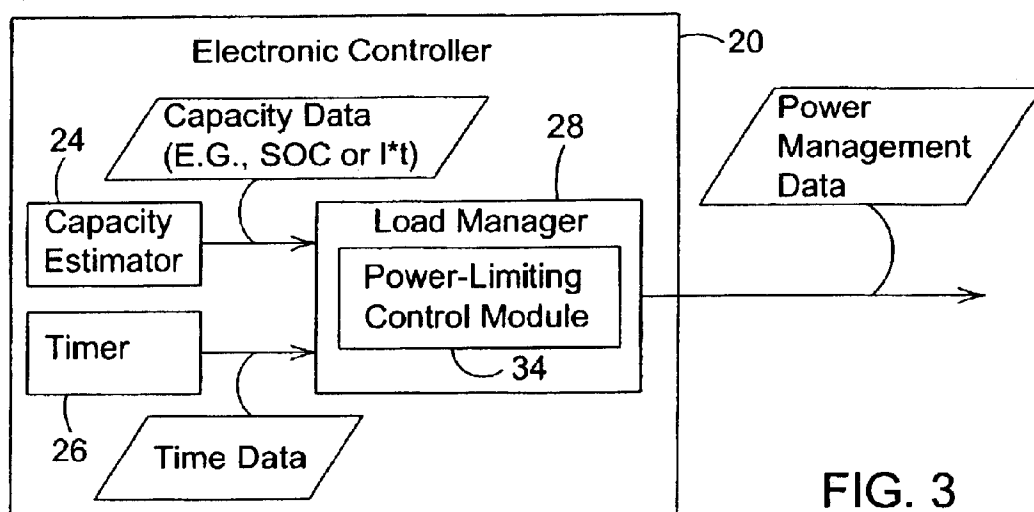 Electronic Controller
20
Capacity Data
(E.G., SOC or I*t)
Power
Management
Data
24
28
Capacity
Estimator
Load Manager
Power-Limiting
Control Module
34
Timer
26
Time Data
FIG. 3